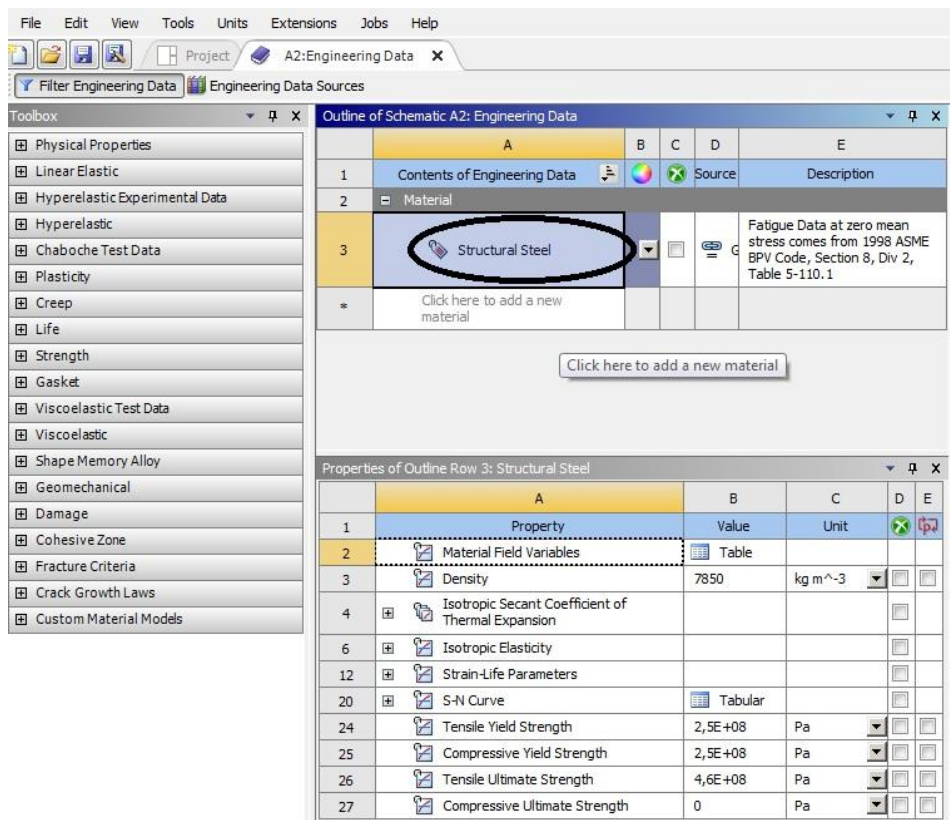 File Edit View Tools Units Extensions Jobs Help
Project A2:Engineering Data X
Filter Engineering Data Engineering Data Sources
Toolbox
Physical Properties
Linear Elastic
Hyperelastic Experimental Data
Hyperelastic
Chaboche Test Data
Plasticity
Creep
Life
Strength
Gasket
Viscoelastic Test Data
Viscoelastic
Shape Memory Alloy
Geomechanical
Damage
Cohesive Zone
Fracture Criteria
Crack Growth Laws
Custom Material Models
Outline of Schematic A2: Engineering Data
A B C D E
1 Contents of Engineering Data Source Description
2 Material
3 Structural Steel G Fatigue Data at zero mean
stress comes from 1998 ASME
BPV Code, Section 8, Div 2,
Table 5-110.1
* Click here to add a new
material
Click here to add a new material
Properties of Outline Row 3: Structural Steel
A B C D E
1 Property Value Unit
2 Material Field Variables Table
3 Density 7850 kg m^-3
4 Isotropic Secant Coefficient of
Thermal Expansion
6 Isotropic Elasticity
12 Strain-Life Parameters
20 S-N Curve Tabular
24 Tensile Yield Strength 2,5E+08 Pa
25 Compressive Yield Strength 2,5E+08 Pa
26 Tensile Ultimate Strength 4,6E+08 Pa
27 Compressive Ultimate Strength 0 Pa